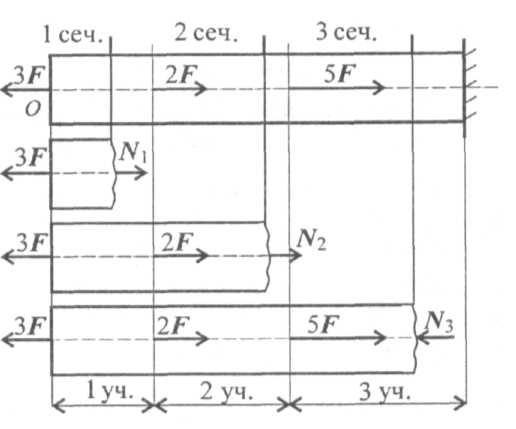 1 сеч. 2 сеч. 3 сеч.
3F 2F 5F
O
3F N₁
3F 2F N₂
3F 2F 5F N₃
1 уч. 2 уч. 3 уч.